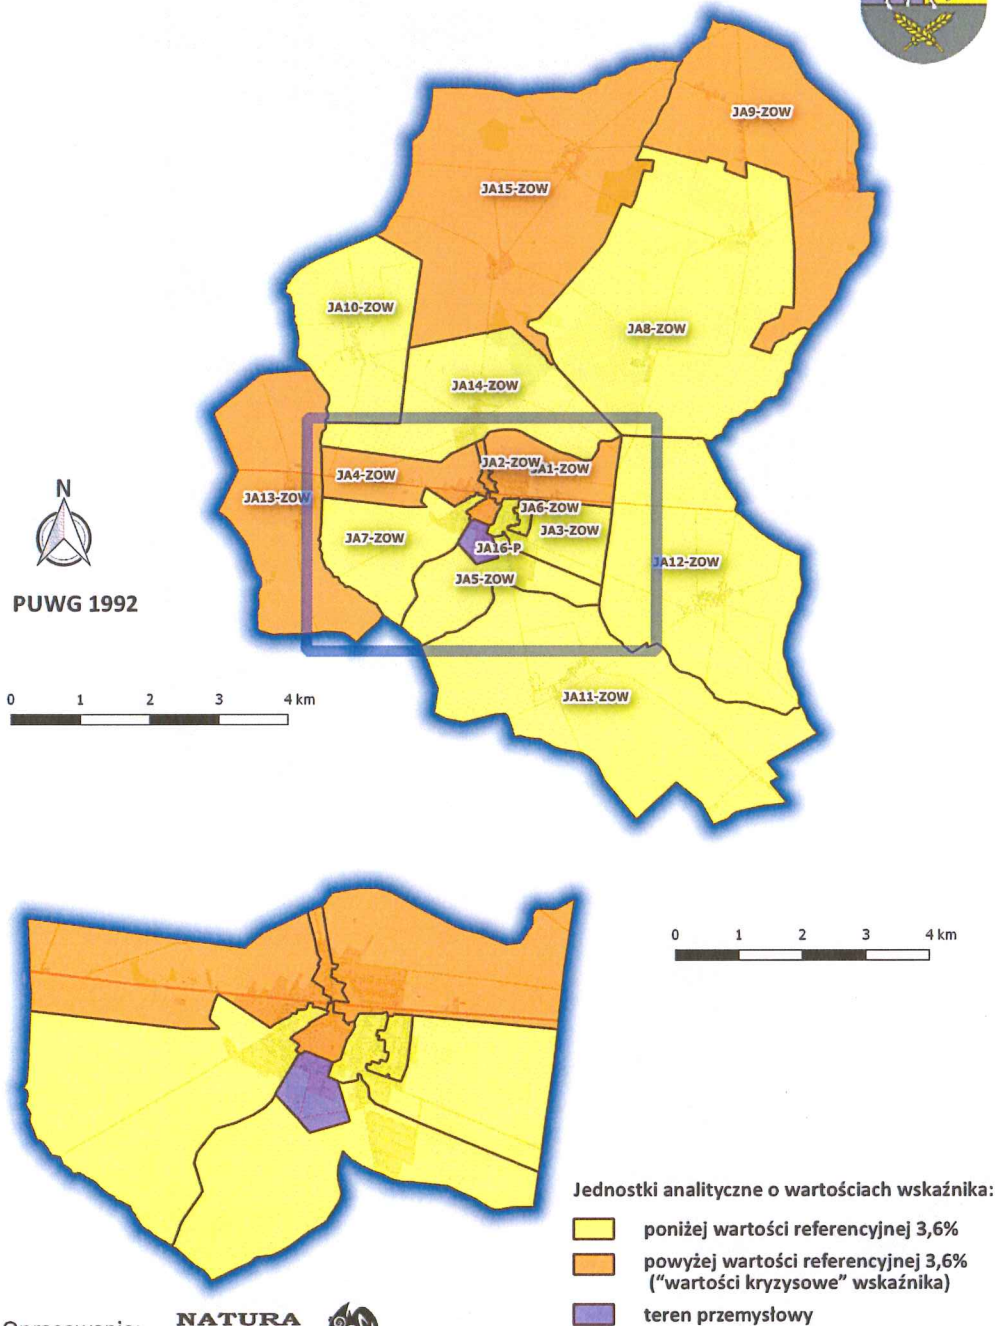 JA9-ZOW
JA15-ZOW
JA10-ZOW
JA8-ZOW
JA14-ZOW
JA2-ZOW
JA1-ZOW
JA4-ZOW
JA13-ZOW
JA6-ZOW
JA3-ZOW
JA7-ZOW
JA16-P
JA12-ZOW
JA5-ZOW
JA11-ZOW
N
PUWG 1992
0 1 2 3 4 km
0 1 2 3 4 km
Jednostki analityczne o wartościach wskaźnika:
poniżej wartości referencyjnej 3,6%
powyżej wartości referencyjnej 3,6%
("wartości kryzysowe" wskaźnika)
teren przemysłowy
NATURA